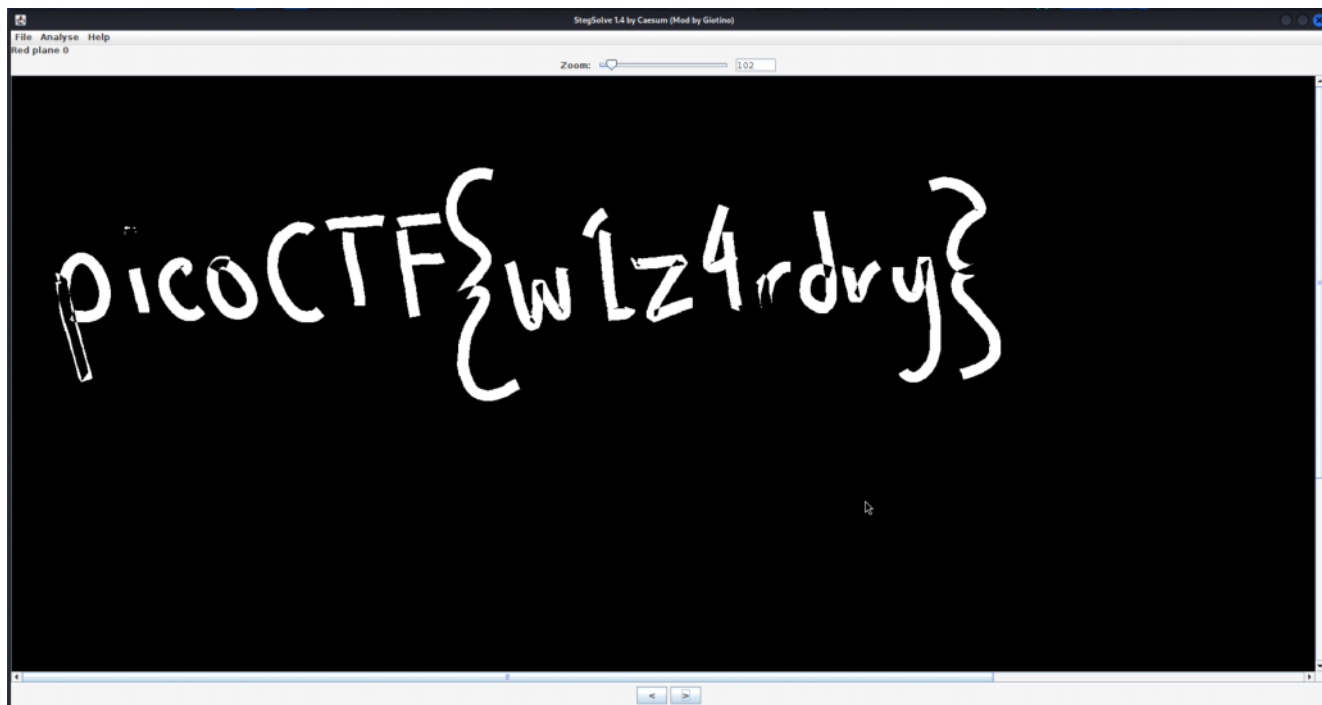 StegSolve 1.4 by Caesum (Mod by Giotino)
File Analyse Help
Red plane 0
Zoom: 102
picoCTF{w1z4rdry}
< >